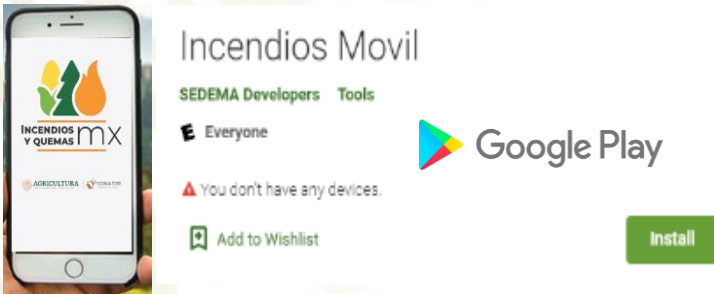 INCENDIOS
Y QUEMAS mx
AGRICULTURA
Incendios Movil
SEDEMA Developers Tools
E Everyone
You don't have any devices.
Add to Wishlist
Google Play
Install